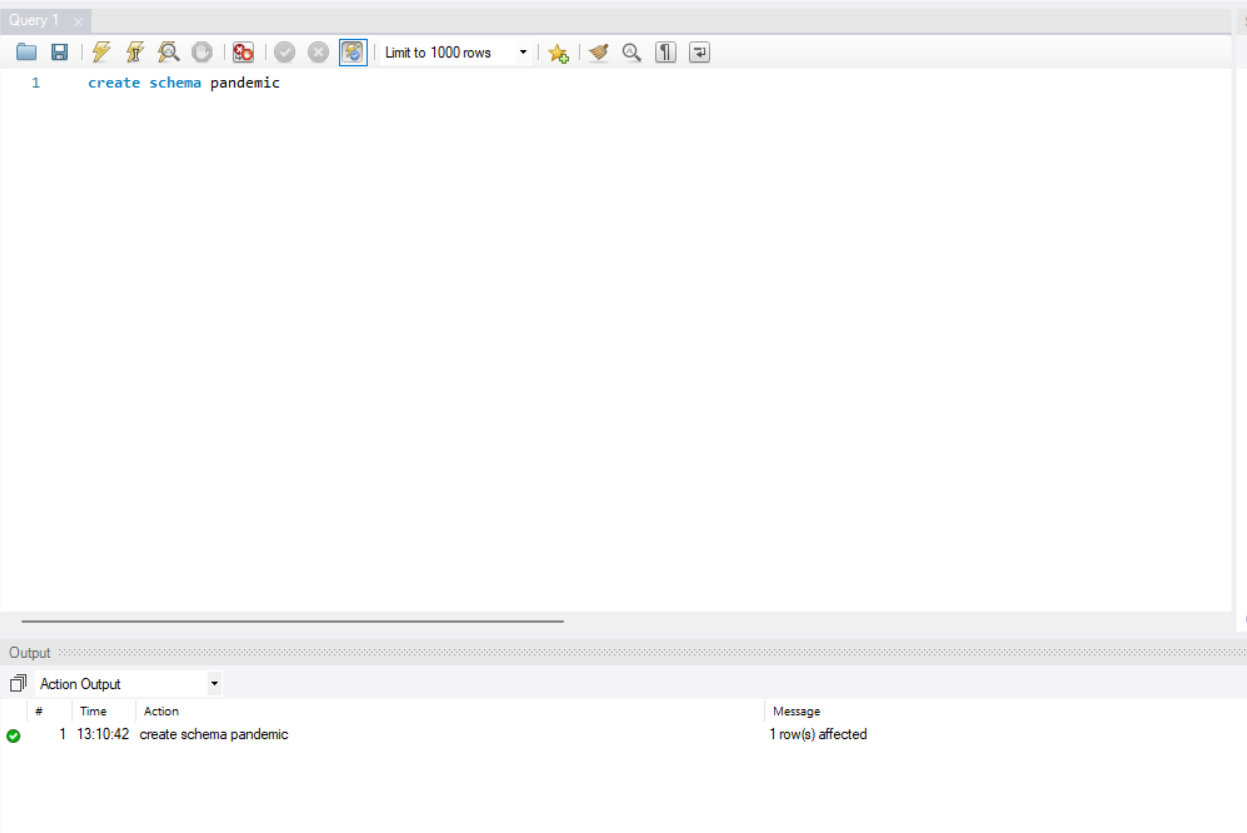 Query 1
Limit to 1000 rows
1 create schema pandemic
Output
Action Output
# Time Action Message
1 13:10:42 create schema pandemic 1 row(s) affected